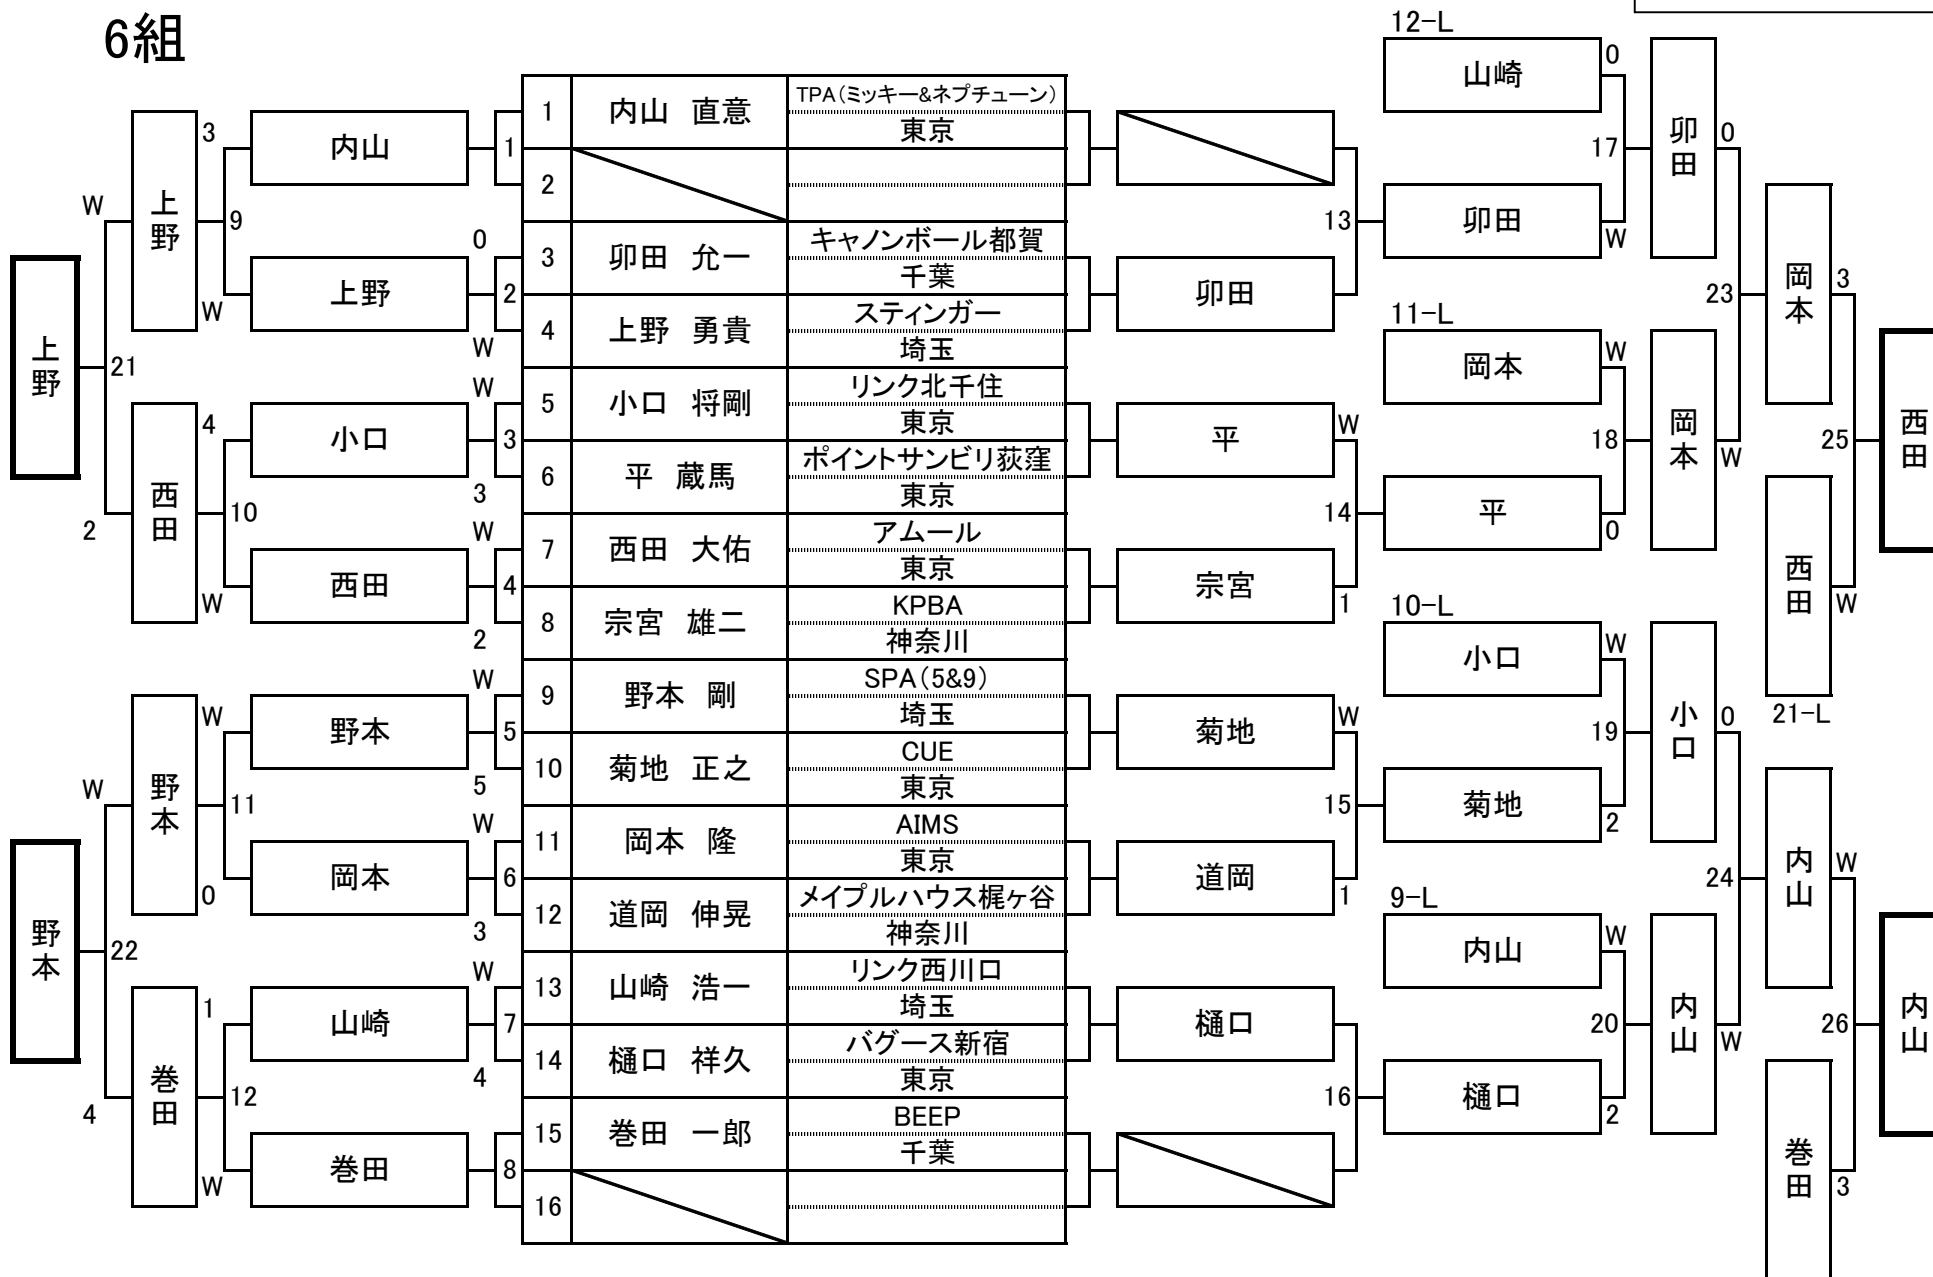 6組
12-L
山崎
0
卯田
0
17
卯田
W
13
11-L
岡本
W
岡本
W
18
平
0
14
23
岡本
3
25
西田
西田
W
21-L
10-L
小口
W
小口
0
19
菊地
2
15
24
内山
W
9-L
内山
W
内山
W
20
樋口
2
16
26
内山
巻田
3
1
内山 直意
TPA(ミッキー&ネプチューン)
東京
2
3
卯田 允一
キャノンボール都賀
千葉
4
上野 勇貴
スティンガー
埼玉
5
小口 将剛
リンク北千住
東京
6
平 蔵馬
ポイントサンビリ荻窪
東京
7
西田 大佑
アムール
東京
8
宗宮 雄二
KPBA
神奈川
9
野本 剛
SPA(5&9)
埼玉
10
菊地 正之
CUE
東京
11
岡本 隆
AIMS
東京
12
道岡 伸晃
メイプルハウス梶ヶ谷
神奈川
13
山崎 浩一
リンク西川口
埼玉
14
樋口 祥久
バグース新宿
東京
15
巻田 一郎
BEEP
千葉
16
卯田
平
W
宗宮
1
菊地
W
道岡
1
樋口
上野
21
W
上野
3
内山
1
9
0
W
上野
2
W
2
西田
4
小口
W
3
3
10
W
西田
W
4
2
野本
22
W
野本
W
野本
W
5
5
11
0
岡本
W
6
3
4
巻田
1
山崎
W
7
4
12
W
巻田
8